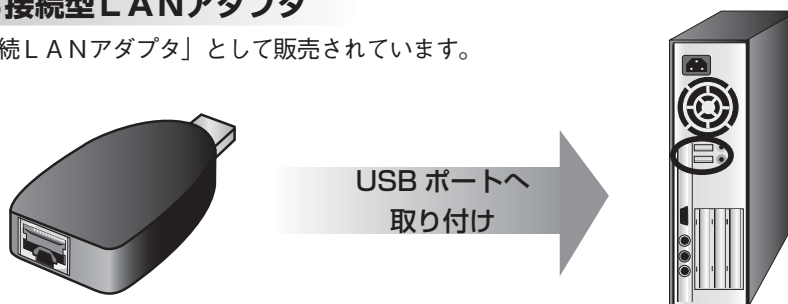 接続型ＬＡＮアダプタ
続ＬＡＮアダプタ」として販売されています。
USB ポートへ
取り付け